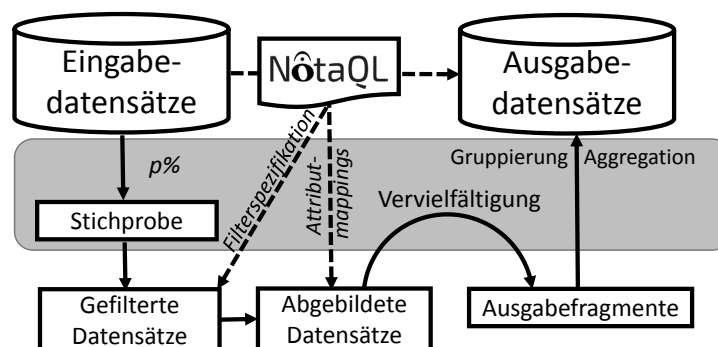 Eingabe-
datensätze
NôtaQL
Ausgabe-
datensätze
p%
Filterspezifikation
Attribut-
mappings
Gruppierung
Aggregation
Stichprobe
Vervielfältigung
Gefilterte
Datensätze
Abgebildete
Datensätze
Ausgabefragmente